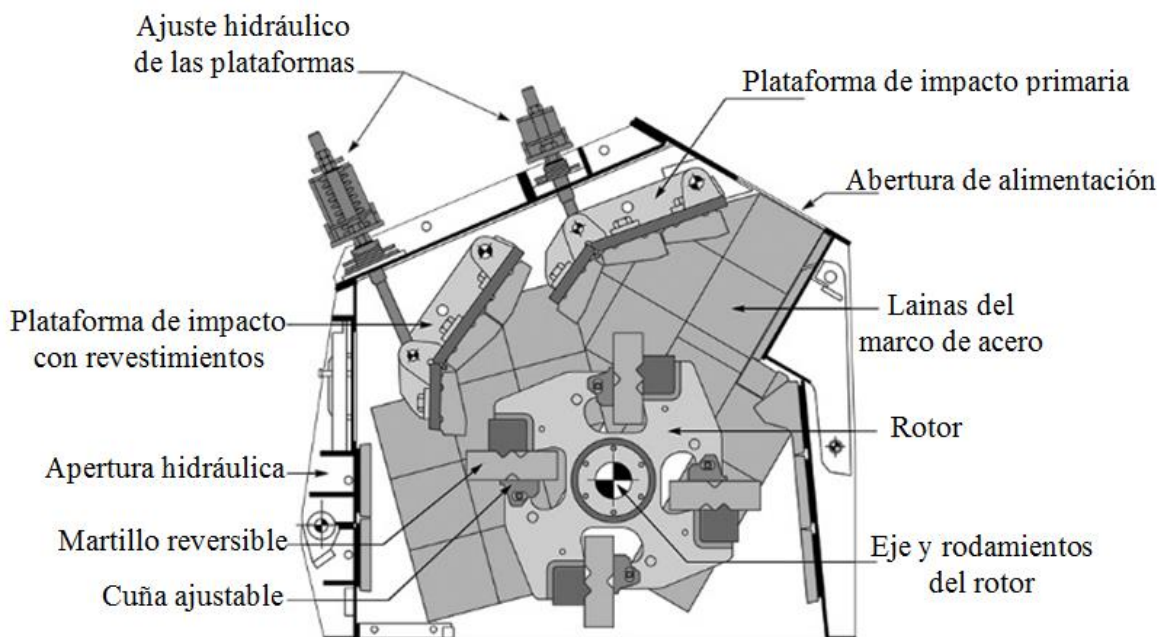 Ajuste hidráulico
de las plataformas
Plataforma de impacto primaria
Abertura de alimentación
Plataforma de impacto
con revestimientos
Lainas del
marco de acero
Rotor
Apertura hidráulica
Martillo reversible
Cuña ajustable
Eje y rodamientos
del rotor